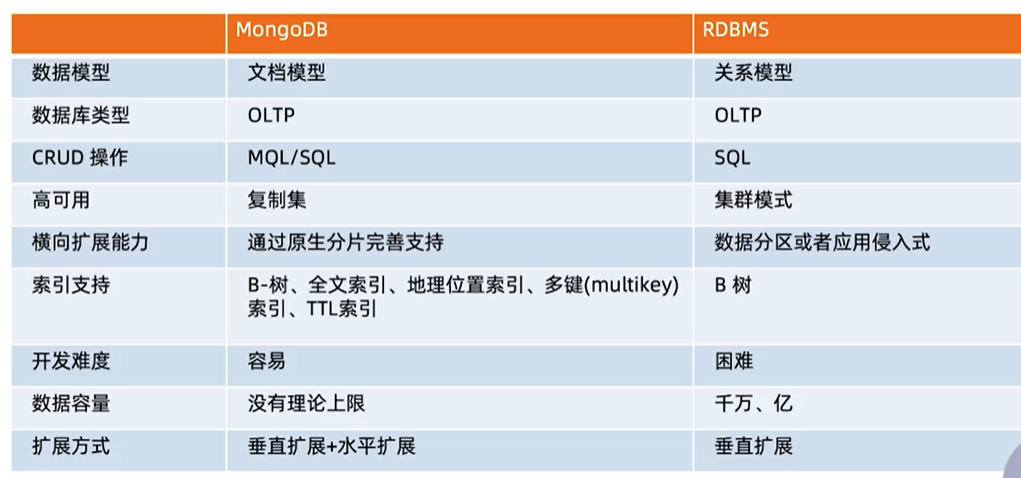 MongoDB RDBMS
数据模型 文档模型 关系模型
数据库类型 OLTP OLTP
CRUD 操作 MQL/SQL SQL
高可用 复制集 集群模式
横向扩展能力 通过原生分片完善支持 数据分区或者应用侵入式
索引支持 B-树、全文索引、地理位置索引、多键(multikey) B 树
索引、TTL索引
开发难度 容易 困难
数据容量 没有理论上限 千万、亿
扩展方式 垂直扩展+水平扩展 垂直扩展